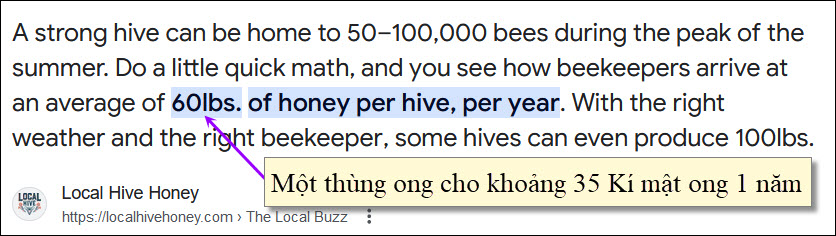 A strong hive can be home to 50–100,000 bees during the peak of the
summer. Do a little quick math, and you see how beekeepers arrive at
an average of 60lbs. of honey per hive, per year. With the right
weather and the right beekeeper, some hives can even produce 100lbs.
Một thùng ong cho khoảng 35 Kí mật ong 1 năm
LOCAL
HIVE
Local Hive Honey
https://localhivehoney.com › The Local Buzz